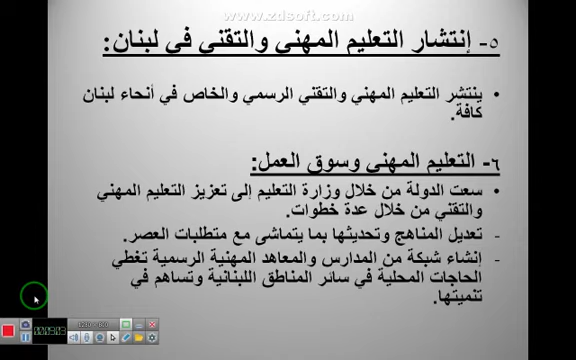 www.zdsoft.com
٥- إنتشار التعليم المهني والتقني في لبنان:
• ينتشر التعليم المهني والتقني الرسمي والخاص في أنحاء لبنان
كافة.
٦- التعليم المهني وسوق العمل:
• سعت الدولة من خلال وزارة التعليم إلى تعزيز التعليم المهني
والتقني من خلال عدة خطوات.
- تعديل المناهج وتحديثها بما يتماشى مع متطلبات العصر.
- إنشاء شبكة من المدارس والمعاهد المهنية الرسمية تغطي
الحاجات المحلية في سائر المناطق اللبنانية وتساهم في
تنميتها.